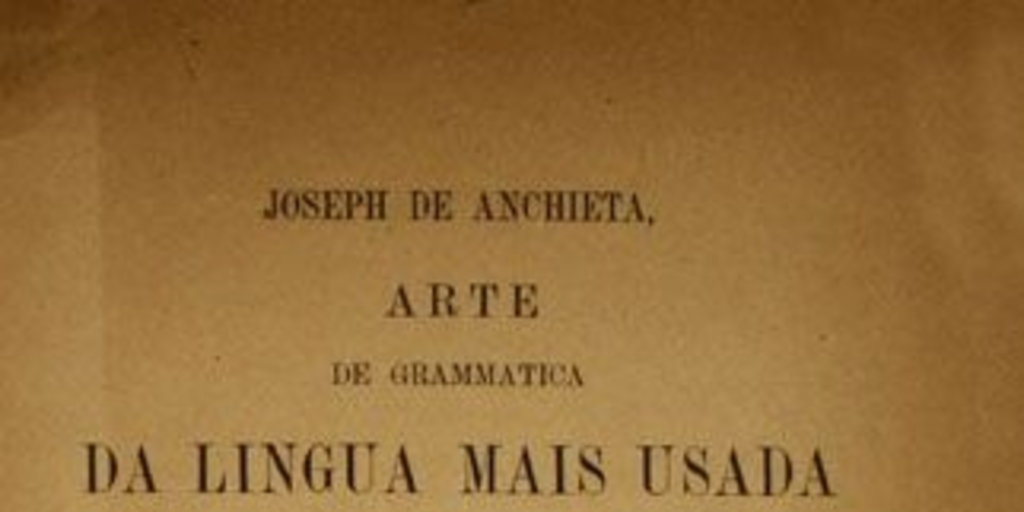 JOSEPH DE ANCHIETA,
ARTE
DE GRAMMATICA
DA LINGUA MAIS USADA